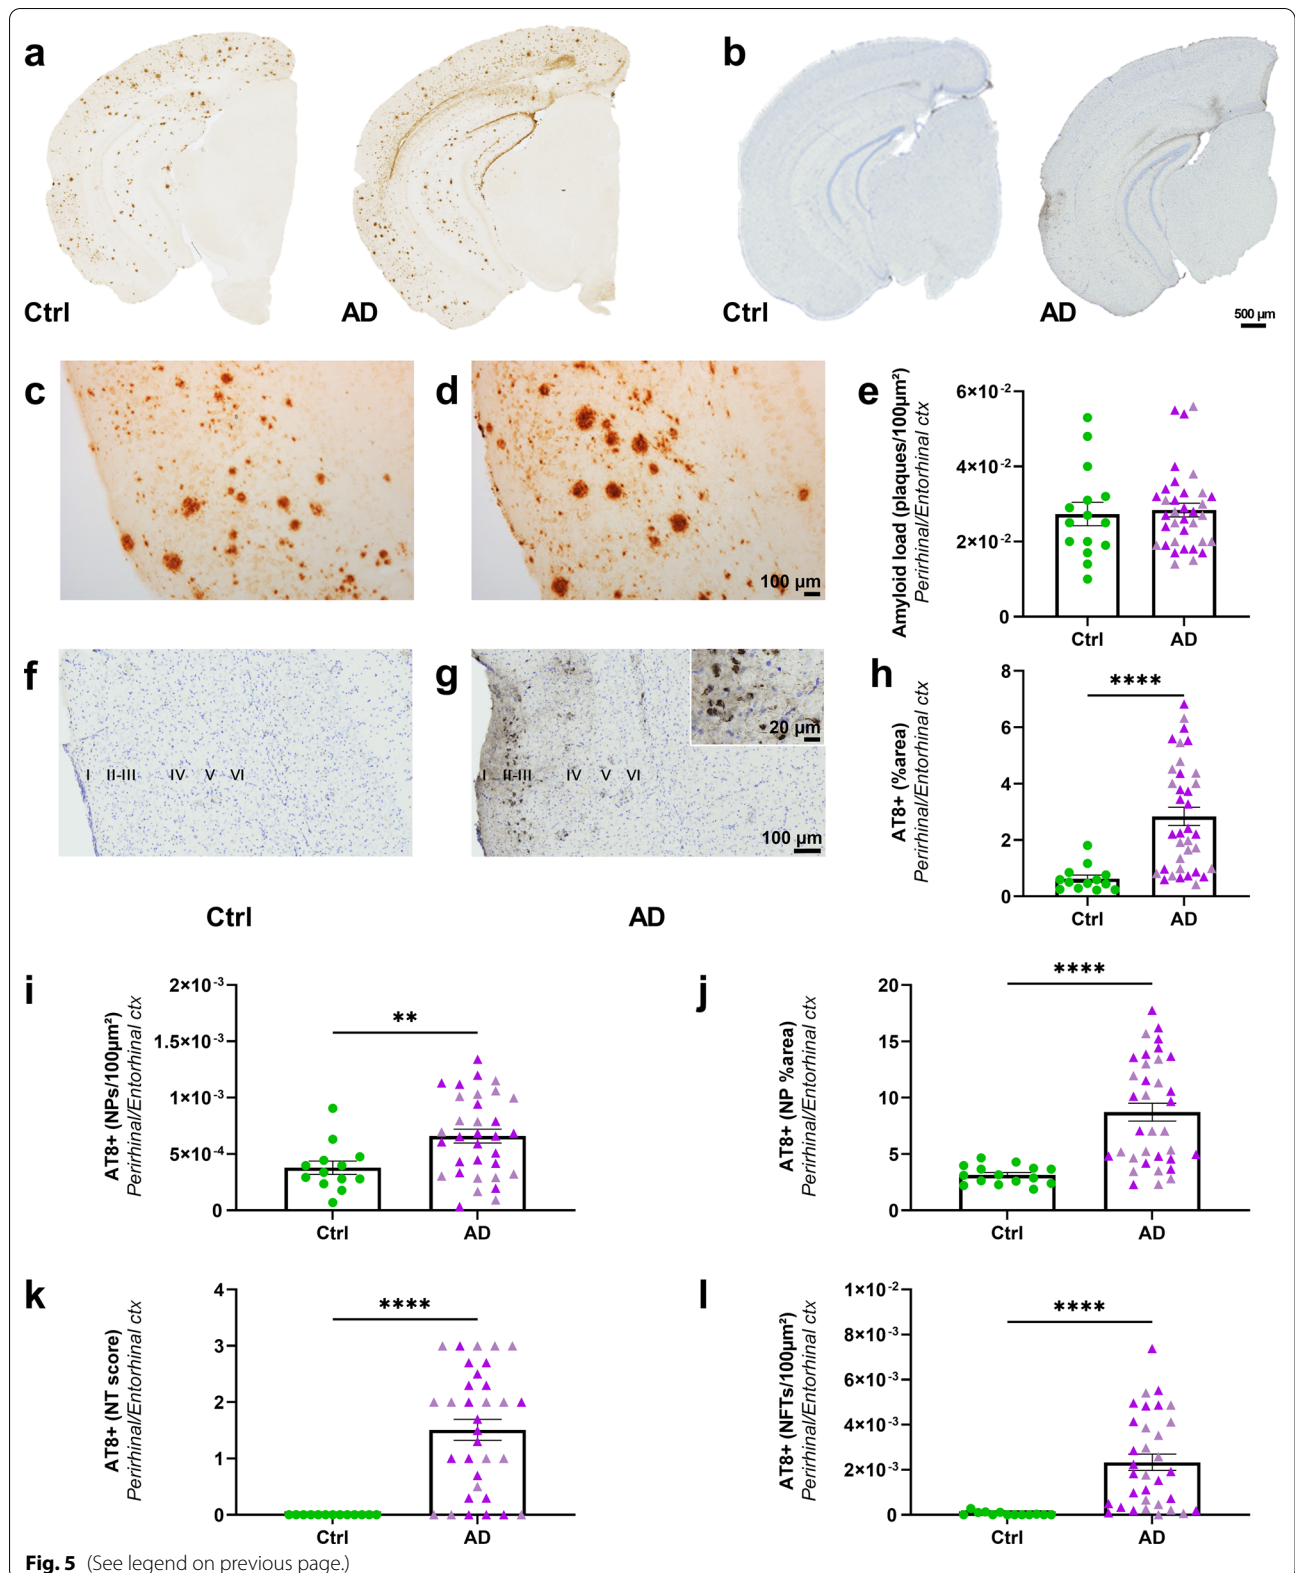 a
b
Ctrl
AD
Ctrl
AD
500 µm
c
d
100 µm
e
Amyloid load (plaques/100µm²)
Perirhinal/Entorhinal ctx
6×10⁻²
4×10⁻²
2×10⁻²
0
Ctrl
AD
f
I II-III IV V VI
g
I II-III IV V VI
20 µm
100 µm
h
AT8+ (%area)
Perirhinal/Entorhinal ctx
8
6
4
2
0
****
Ctrl
AD
Ctrl
AD
i
AT8+ (NPs/100µm²)
Perirhinal/Entorhinal ctx
2×10⁻³
1.5×10⁻³
1×10⁻³
5×10⁻⁴
0
**
Ctrl
AD
j
AT8+ (NP %area)
Perirhinal/Entorhinal ctx
20
15
10
5
0
****
Ctrl
AD
k
AT8+ (NT score)
Perirhinal/Entorhinal ctx
4
3
2
1
0
****
Ctrl
AD
l
AT8+ (NFTs/100µm²)
Perirhinal/Entorhinal ctx
1×10⁻²
8×10⁻³
6×10⁻³
4×10⁻³
2×10⁻³
0
****
Ctrl
AD
Fig. 5 (See legend on previous page.)